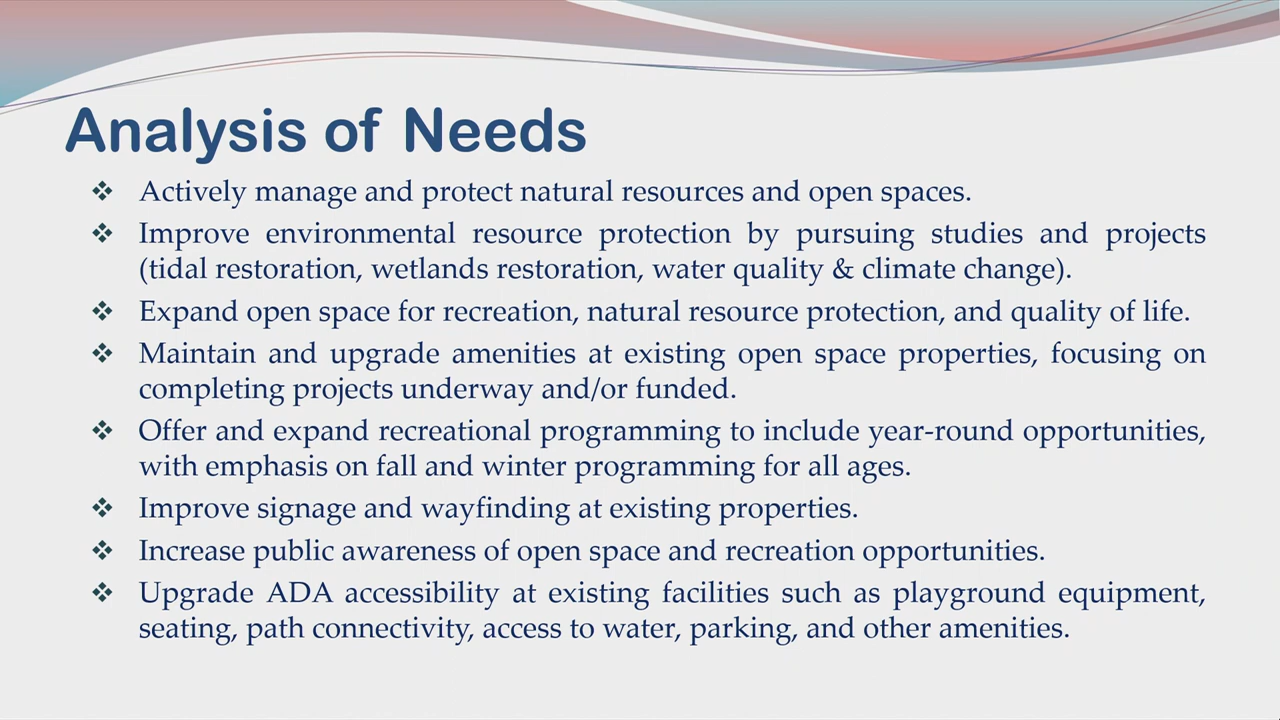 Analysis of Needs
❖ Actively manage and protect natural resources and open spaces.
❖ Improve environmental resource protection by pursuing studies and projects
(tidal restoration, wetlands restoration, water quality & climate change).
❖ Expand open space for recreation, natural resource protection, and quality of life.
❖ Maintain and upgrade amenities at existing open space properties, focusing on
completing projects underway and/or funded.
❖ Offer and expand recreational programming to include year-round opportunities,
with emphasis on fall and winter programming for all ages.
❖ Improve signage and wayfinding at existing properties.
❖ Increase public awareness of open space and recreation opportunities.
❖ Upgrade ADA accessibility at existing facilities such as playground equipment,
seating, path connectivity, access to water, parking, and other amenities.